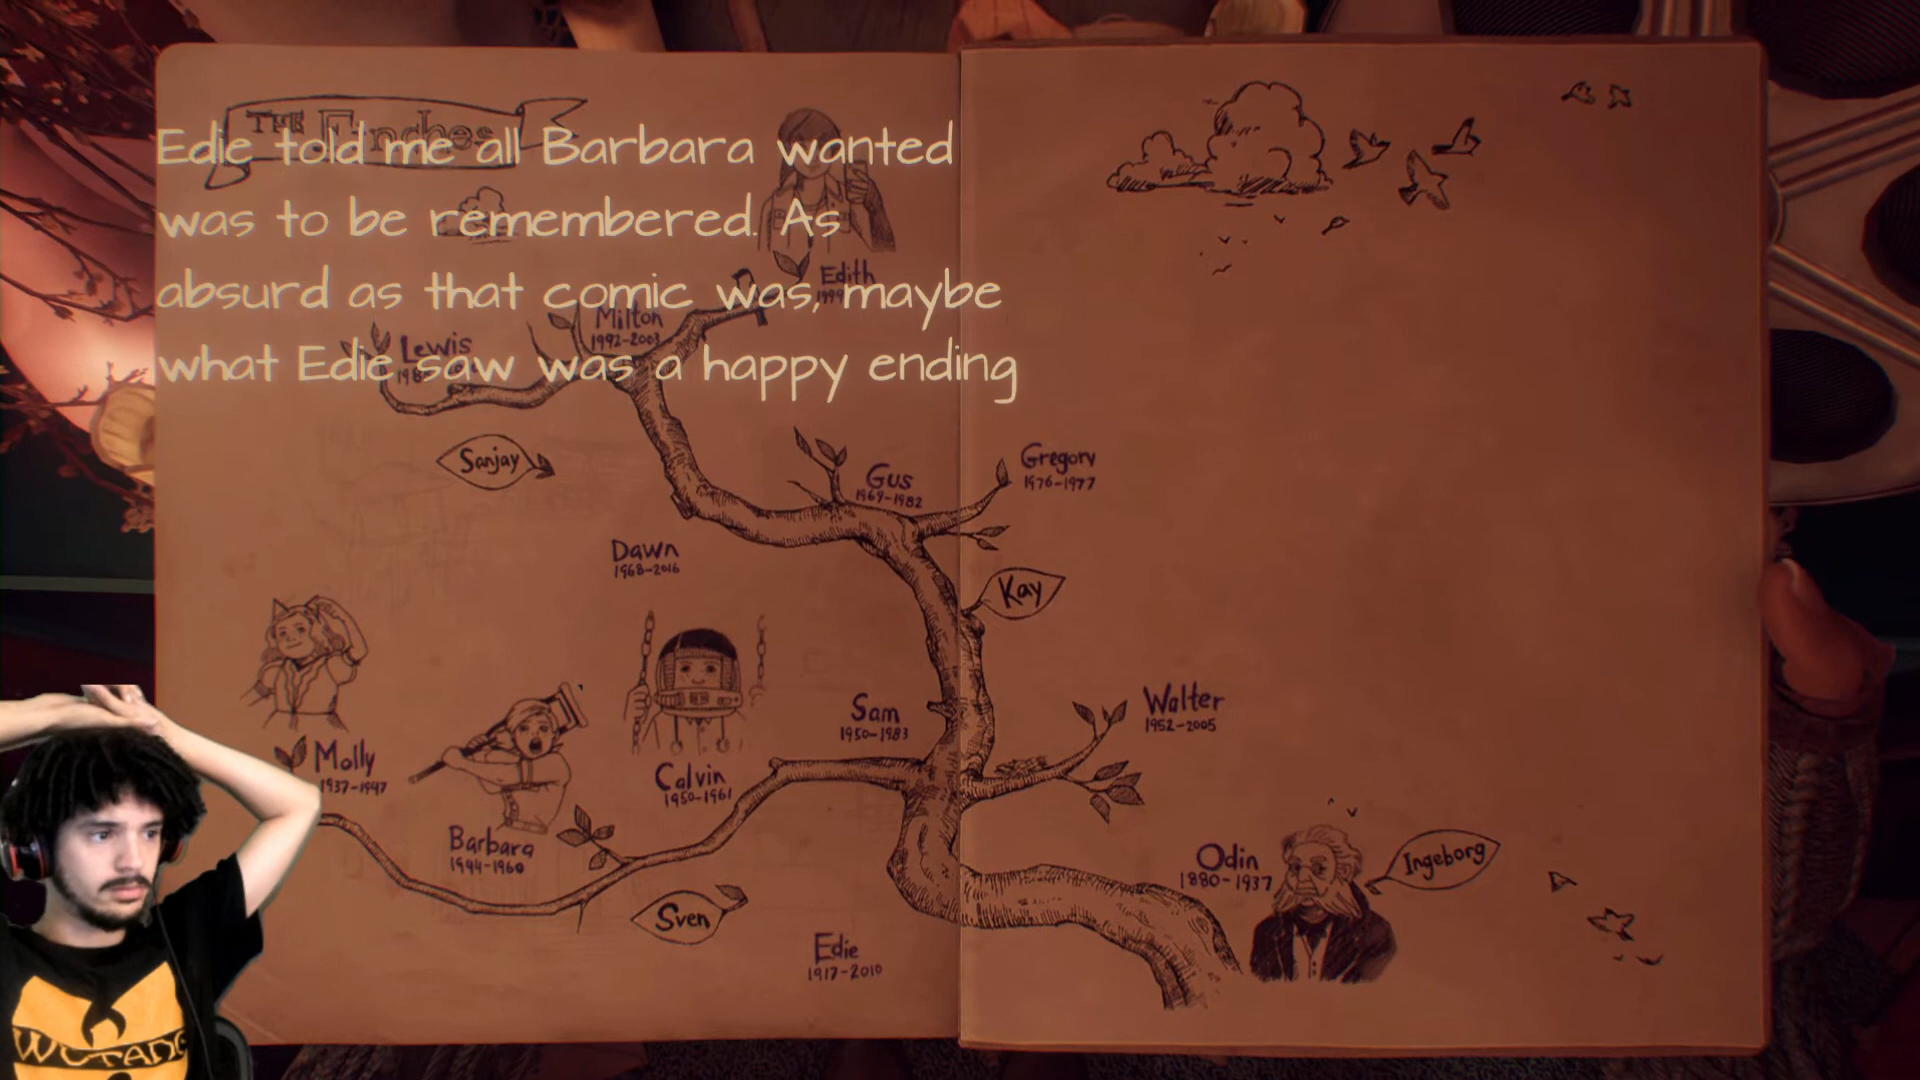 THE Finches
Edie told me all Barbara wanted
was to be remembered. As
absurd as that comic was, maybe
what Edie saw was a happy ending
Edith
Milton
1992-2003
Lewis
Sanjay
Gus
1969-1982
Gregory
1976-1977
Dawn
1968-2016
Kay
Sam
1950-1983
Walter
1952-2005
Molly
1937-1947
Calvin
1950-1961
Barbara
1944-1960
Sven
Odin
1880-1937
Ingeborg
Edie
1917-2010
WUTANG